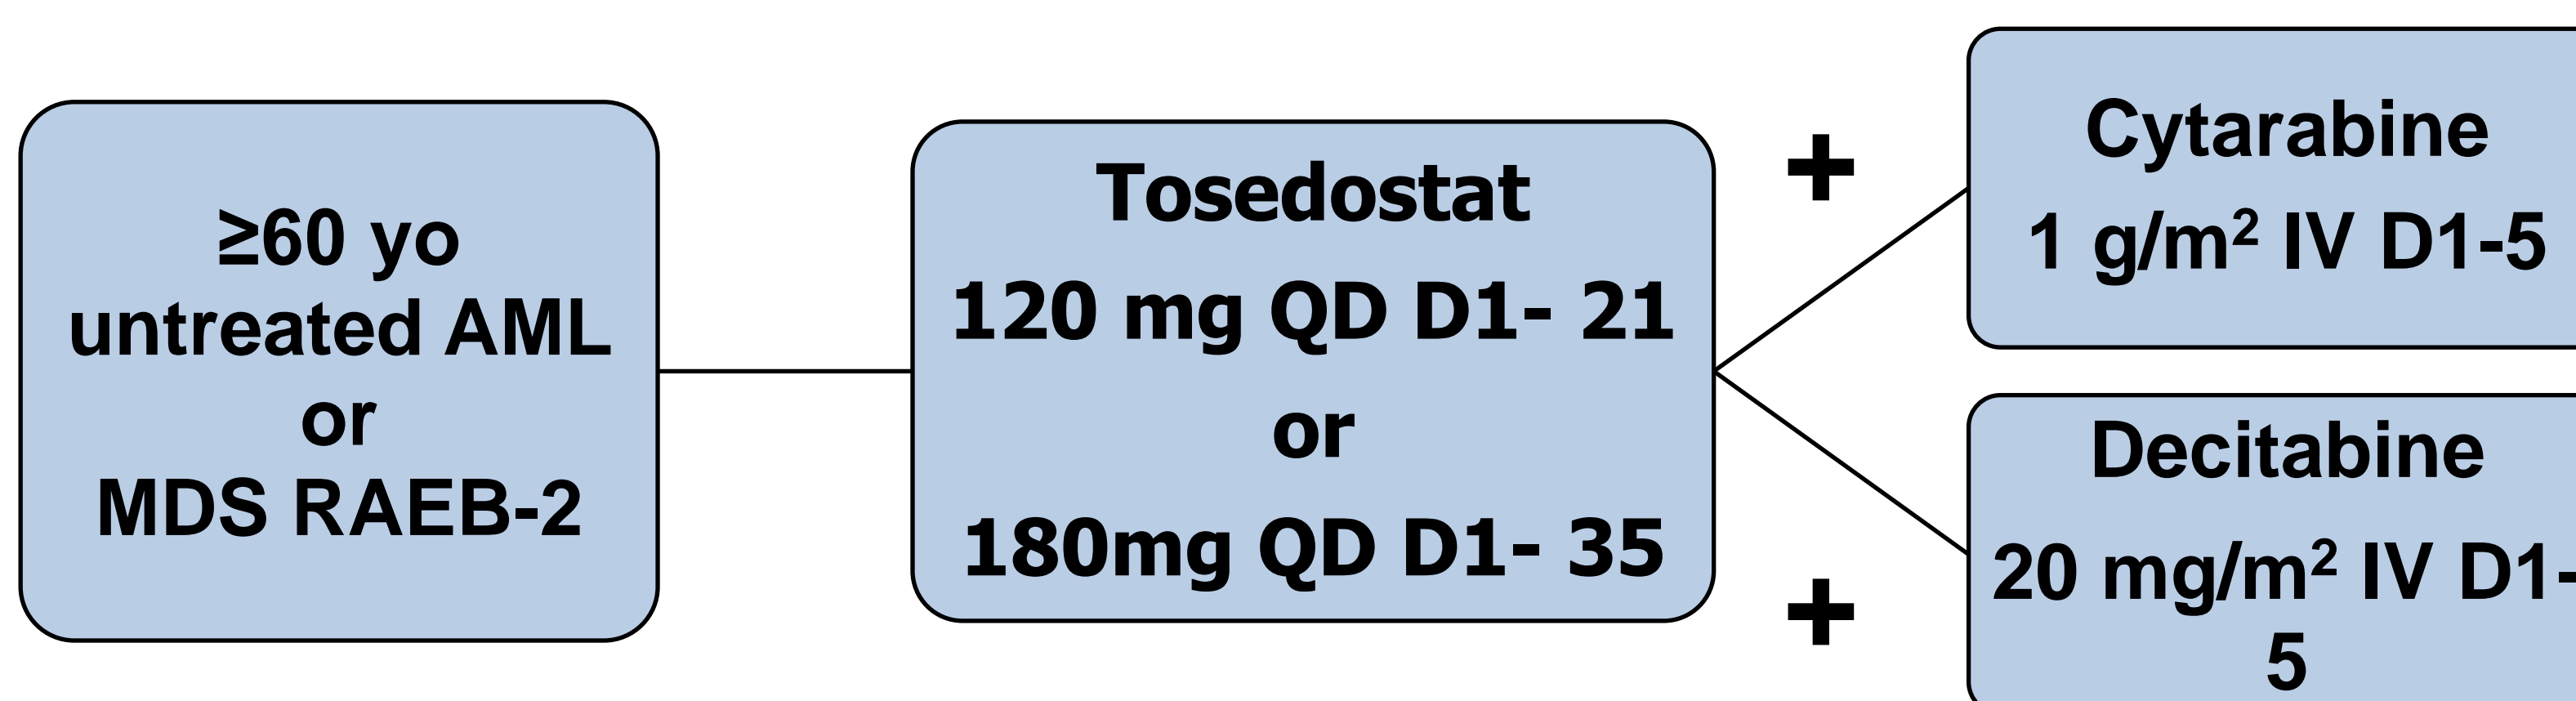 ≥60 yo
untreated AML
or
MDS RAEB-2
Tosedostat
120 mg QD D1- 21
or
180mg QD D1- 35
+
+
Cytarabine
1 g/m² IV D1-5
Decitabine
20 mg/m² IV D1-
5